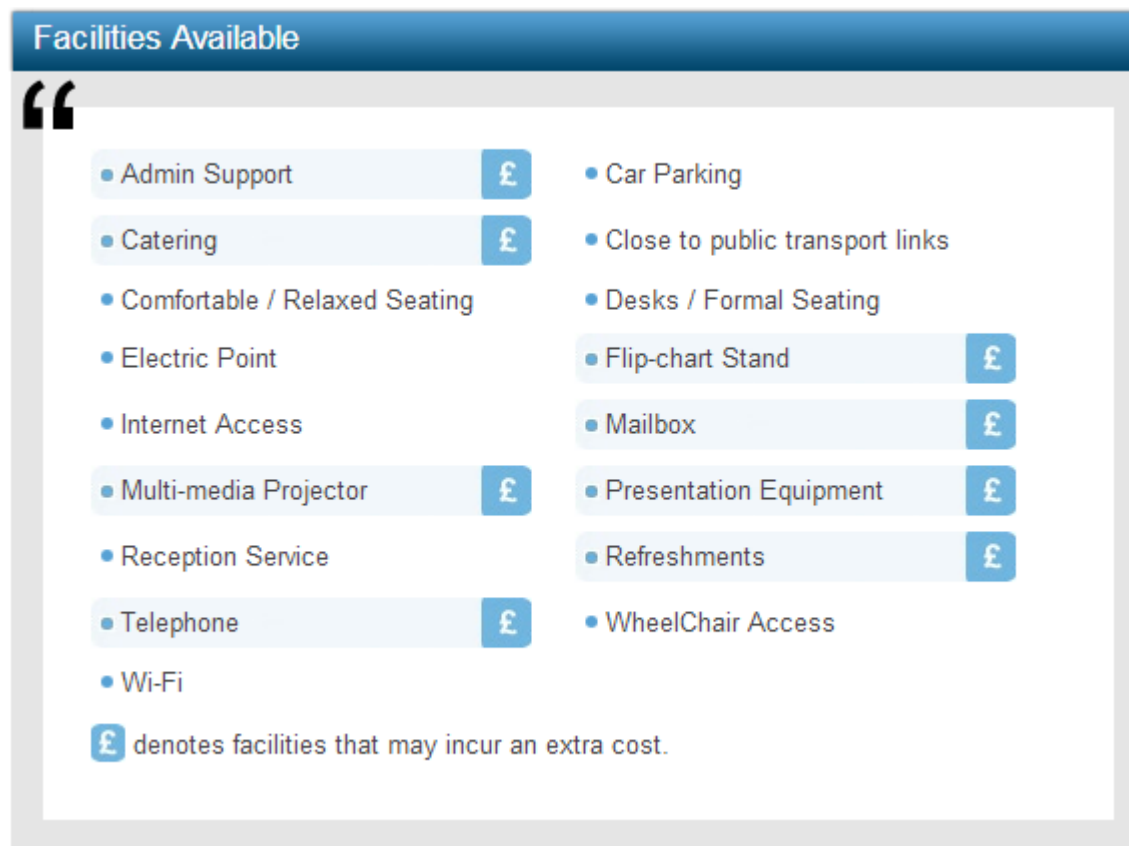 Facilities Available
“
• Admin Support £
• Car Parking
• Catering £
• Close to public transport links
• Comfortable / Relaxed Seating
• Desks / Formal Seating
• Electric Point
• Flip-chart Stand £
• Internet Access
• Mailbox £
• Multi-media Projector £
• Presentation Equipment £
• Reception Service
• Refreshments £
• Telephone £
• WheelChair Access
• Wi-Fi
£ denotes facilities that may incur an extra cost.